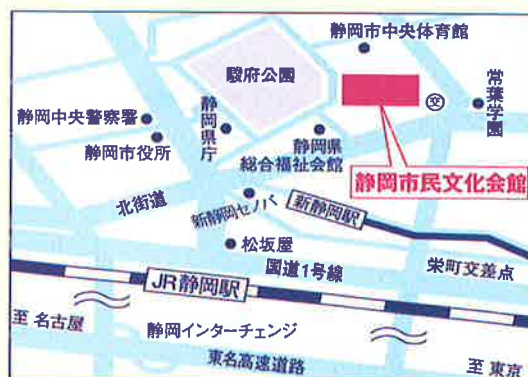 静岡市中央体育館
駿府公園
常葉学園
交
静岡中央警察署
静岡市役所
静岡県庁
静岡県
総合福祉会館
静岡市民文化会館
北街道
新静岡セノバ
新静岡駅
松坂屋
国道1号線
栄町交差点
JR静岡駅
至 名古屋
静岡インターチェンジ
東名高速道路
至 東京